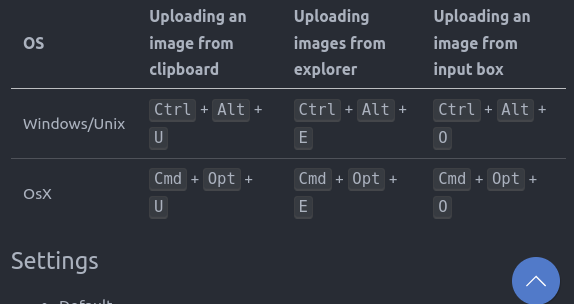 OS Uploading an image from clipboard Uploading images from explorer Uploading an image from input box
Windows/Unix Ctrl + Alt + U Ctrl + Alt + E Ctrl + Alt + O
OsX Cmd + Opt + U Cmd + Opt + E Cmd + Opt + O
Settings
Default